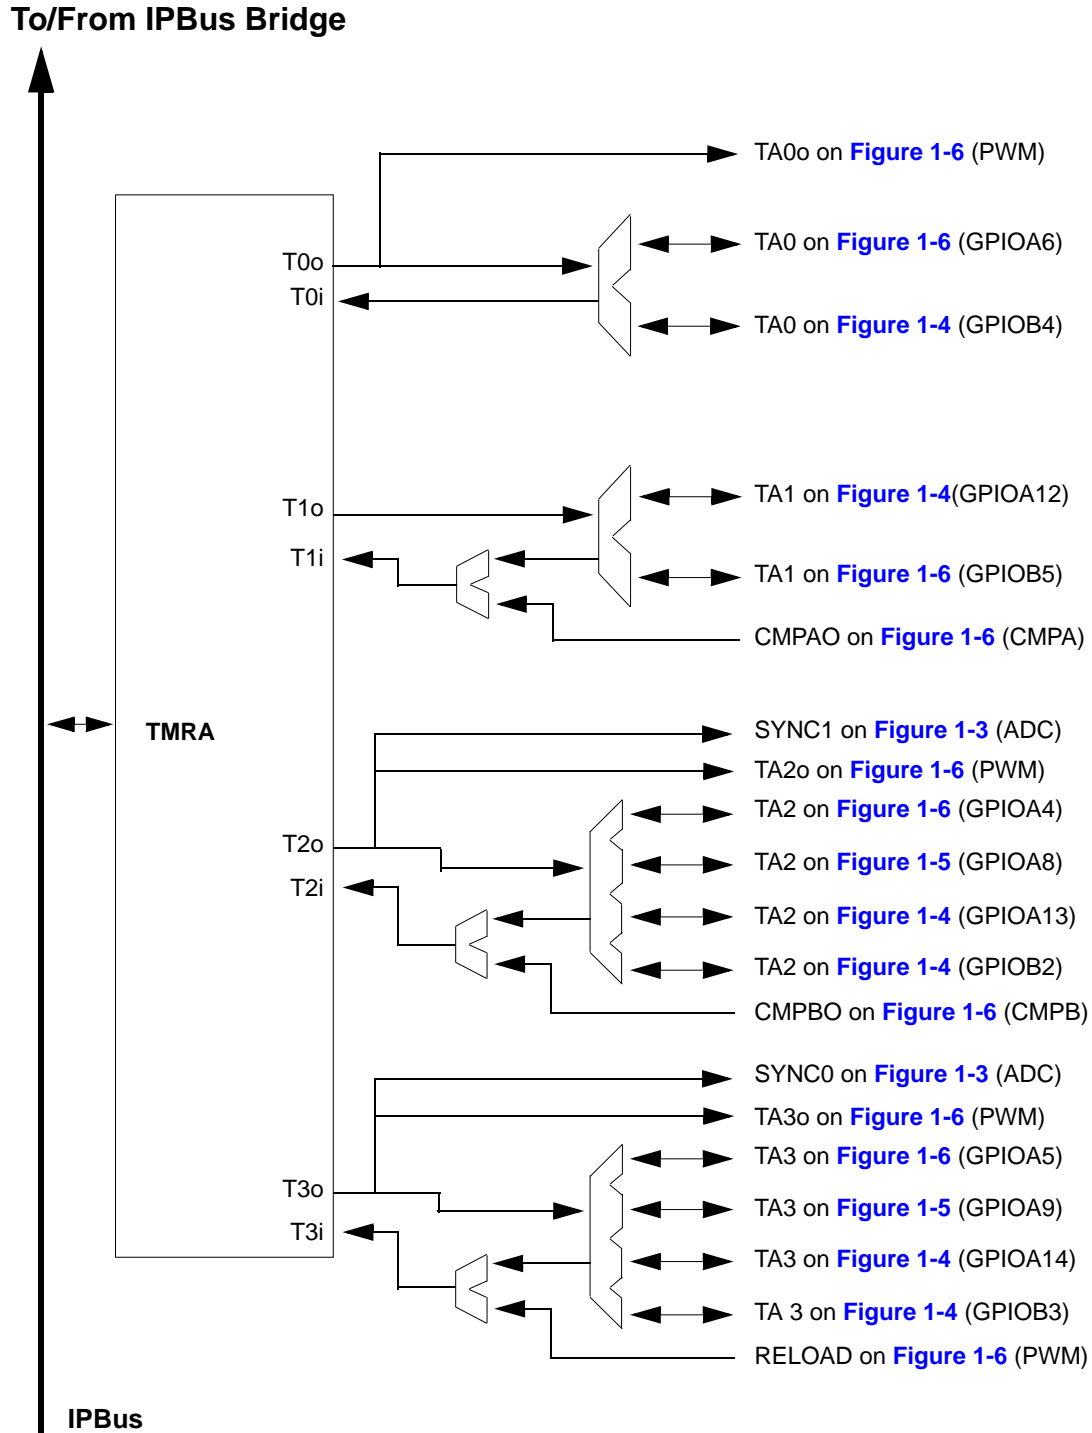 To/From IPBus Bridge
TA0o on Figure 1-6 (PWM)
TA0 on Figure 1-6 (GPIOA6)
T0o
T0i
TA0 on Figure 1-4 (GPIOB4)
TA1 on Figure 1-4(GPIOA12)
T1o
T1i
TA1 on Figure 1-6 (GPIOB5)
CMPAO on Figure 1-6 (CMPA)
TMRA
SYNC1 on Figure 1-3 (ADC)
TA2o on Figure 1-6 (PWM)
TA2 on Figure 1-6 (GPIOA4)
T2o
TA2 on Figure 1-5 (GPIOA8)
T2i
TA2 on Figure 1-4 (GPIOA13)
TA2 on Figure 1-4 (GPIOB2)
CMPBO on Figure 1-6 (CMPB)
SYNC0 on Figure 1-3 (ADC)
TA3o on Figure 1-6 (PWM)
TA3 on Figure 1-6 (GPIOA5)
T3o
TA3 on Figure 1-5 (GPIOA9)
T3i
TA3 on Figure 1-4 (GPIOA14)
TA 3 on Figure 1-4 (GPIOB3)
RELOAD on Figure 1-6 (PWM)
IPBus